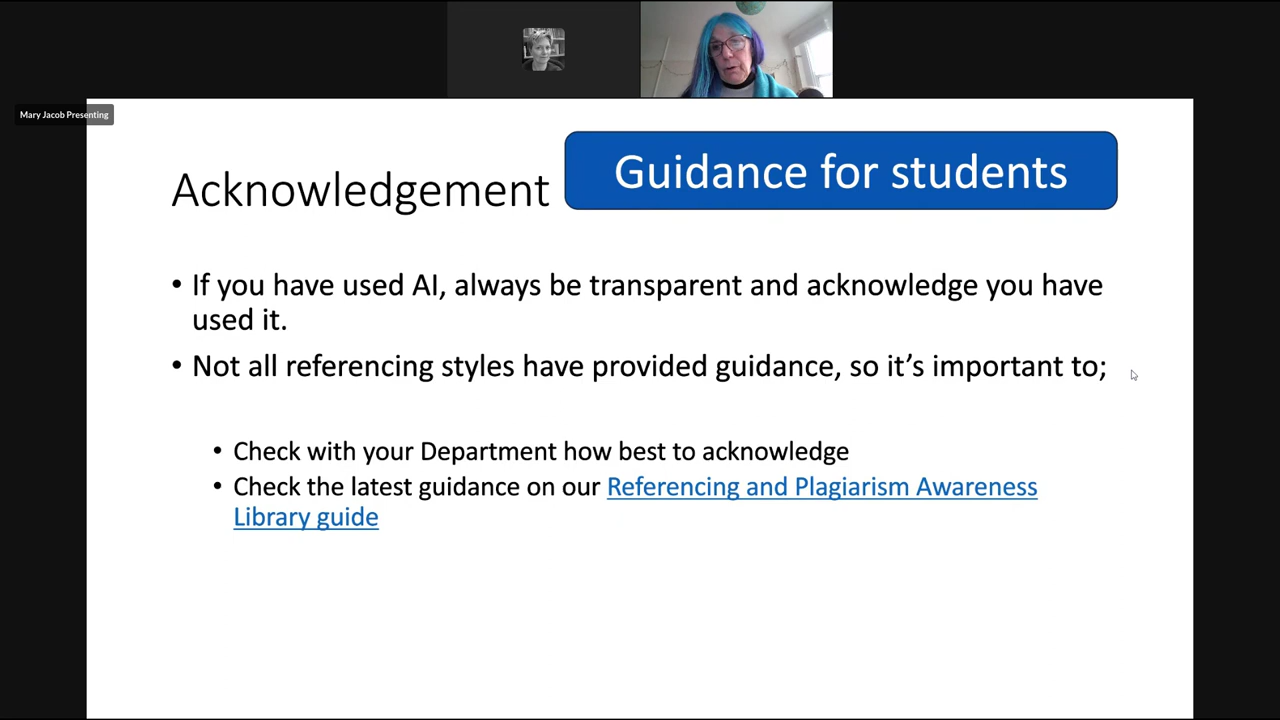 Mary Jacob Presenting
Acknowledgement
Guidance for students
• If you have used AI, always be transparent and acknowledge you have
used it.
• Not all referencing styles have provided guidance, so it’s important to;
• Check with your Department how best to acknowledge
• Check the latest guidance on our Referencing and Plagiarism Awareness
Library guide